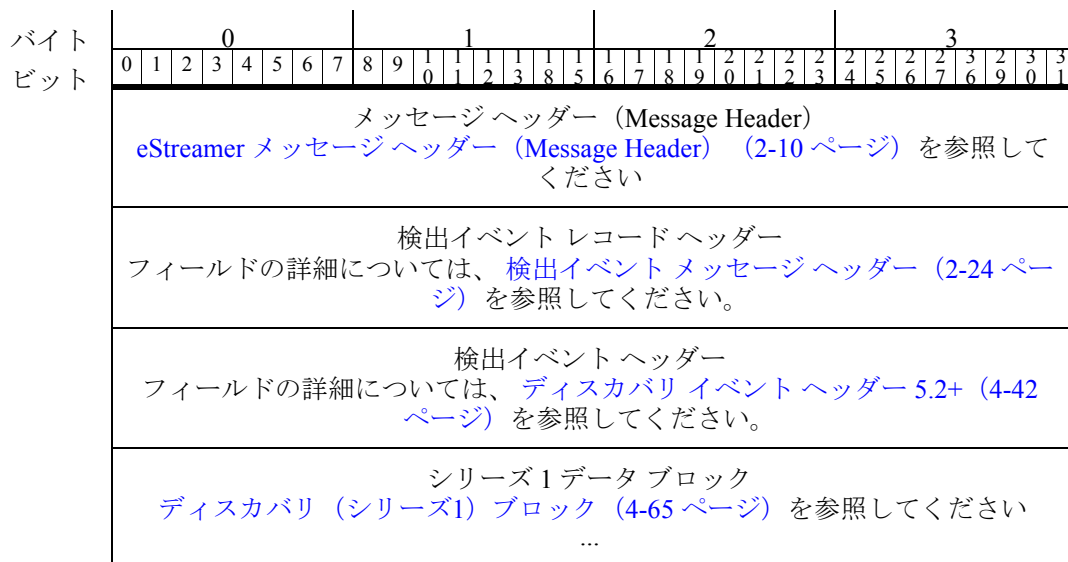 バイト 0 1 2 3
ビット 0 1 2 3 4 5 6 7 8 9 10 11 12 13 18 15 16 17 18 19 20 21 22 23 24 25 26 27 36 29 30 31
メッセージ ヘッダー（Message Header）
eStreamer メッセージ ヘッダー（Message Header）（2-10 ページ）を参照して
ください
検出イベント レコード ヘッダー
フィールドの詳細については、 検出イベント メッセージ ヘッダー（2-24 ペー
ジ）を参照してください。
検出イベント ヘッダー
フィールドの詳細については、 ディスカバリ イベント ヘッダー 5.2+（4-42
ページ）を参照してください。
シリーズ 1 データ ブロック
ディスカバリ（シリーズ1）ブロック（4-65 ページ）を参照してください
...